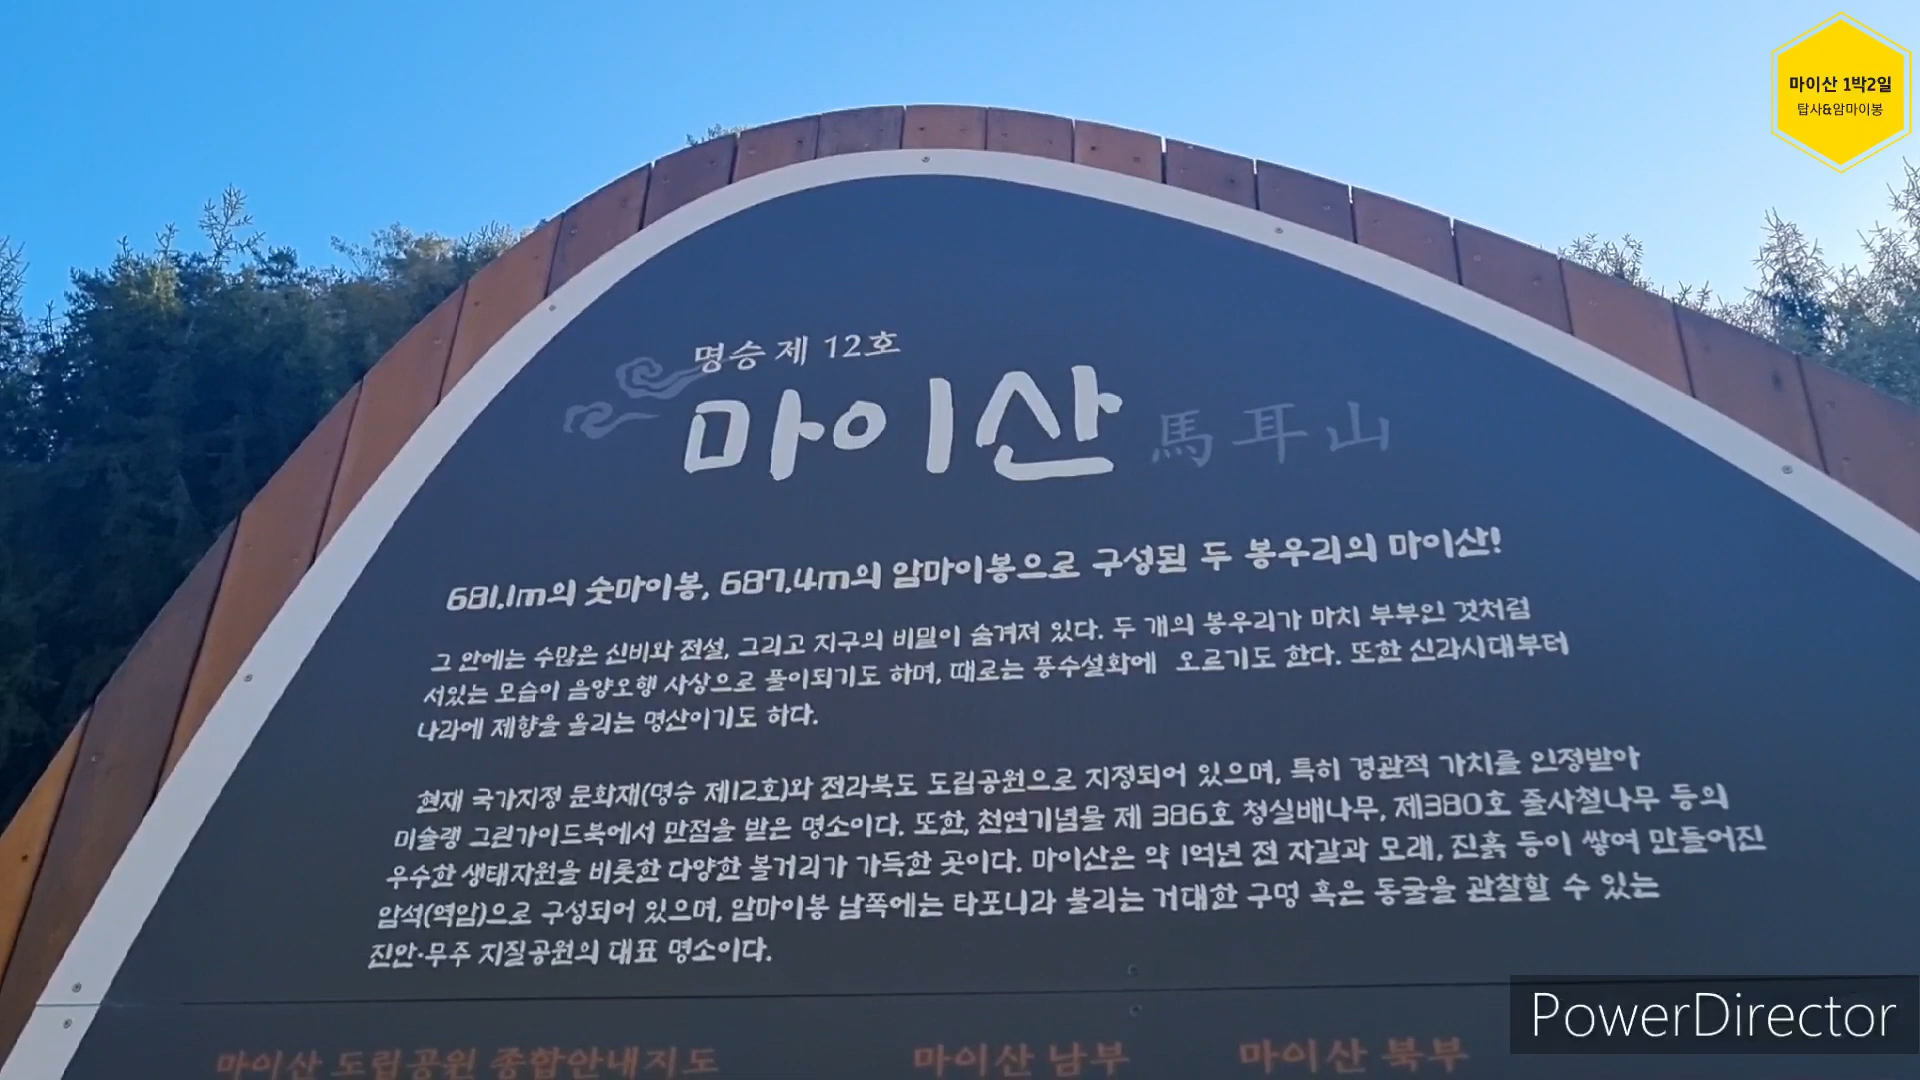 마이산 1박2일
탑사&암마이봉
명승 제 12호
마이산 馬耳山
681.1m의 숫마이봉, 687.4m의 암마이봉으로 구성된 두 봉우리의 마이산!
그 안에는 수많은 신비와 전설, 그리고 지구의 비밀이 숨겨져 있다. 두 개의 봉우리가 마치 부부인 것처럼
서있는 모습이 음양오행 사상으로 풀이되기도 하며, 때로는 풍수설화에 오르기도 한다. 또한 신라시대부터
나라에 제향을 올리는 명산이기도 하다.
현재 국가지정 문화재(명승 제12호)와 전라북도 도립공원으로 지정되어 있으며, 특히 경관적 가치를 인정받아
미슐랭 그린가이드북에서 만점을 받은 명소이다. 또한, 천연기념물 제 386호 청실배나무, 제380호 줄사철나무 등의
우수한 생태자원을 비롯한 다양한 볼거리가 가득한 곳이다. 마이산은 약 1억년 전 자갈과 모래, 진흙 등이 쌓여 만들어진
암석(역암)으로 구성되어 있으며, 암마이봉 남쪽에는 타포니라 불리는 거대한 구멍 혹은 동굴을 관찰할 수 있는
진안·무주 지질공원의 대표 명소이다.
마이산 도립공원 종합안내지도 마이산 남부 마이산 북부
PowerDirector